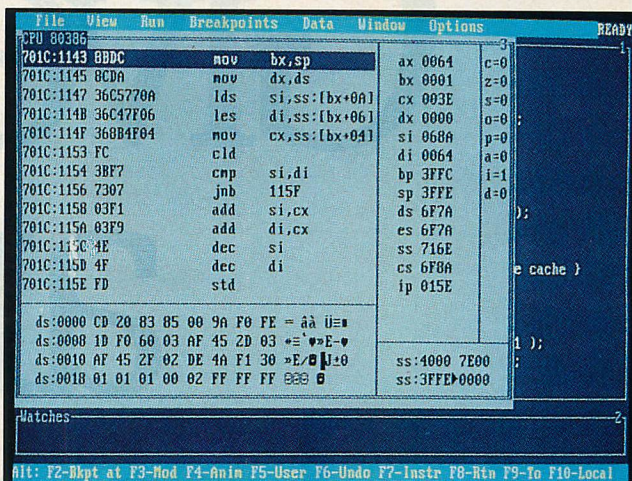 File View Run Breakpoints Data Window Options READY
CPU 80386 3
701C:1143 8BDC mov bx,sp ax 0064 c=0
701C:1145 8CDA mov dx,ds bx 0001 z=0
701C:1147 36C5770A lds si,ss:[bx+0A] cx 003E s=0
701C:114B 36C47F06 les di,ss:[bx+06] dx 0000 o=0 ;
701C:114F 368B4F04 mov cx,ss:[bx+04] si 068A p=0
701C:1153 FC cld di 0064 a=0
701C:1154 3BF7 cmp si,di bp 3FFC i=1
701C:1156 7307 jnb 115F sp 3FFE d=0
701C:1158 03F1 add si,cx ds 6F7A );
701C:115A 03F9 add di,cx es 6F7A
701C:115C 4E dec si ss 716E
701C:115D 4F dec di cs 6F8A e cache }
701C:115E FD std ip 015E
ds:0000 CD 20 83 85 00 9A F0 FE = âà Ü≡■
ds:0008 1D F0 60 03 AF 45 2D 03 ↔≡`♥»E-♥ 1 );
ds:0010 AF 45 2F 02 DE 4A F1 30 »E/☻▐J±0 ss:4000 7E00 ;
ds:0018 01 01 01 00 02 FF FF FF ☺☺☺ ☻ ss:3FFE►0000
Watches 2
Alt: F2-Bkpt at F3-Mod F4-Anim F5-User F6-Undo F7-Instr F8-Rtn F9-To F10-Local